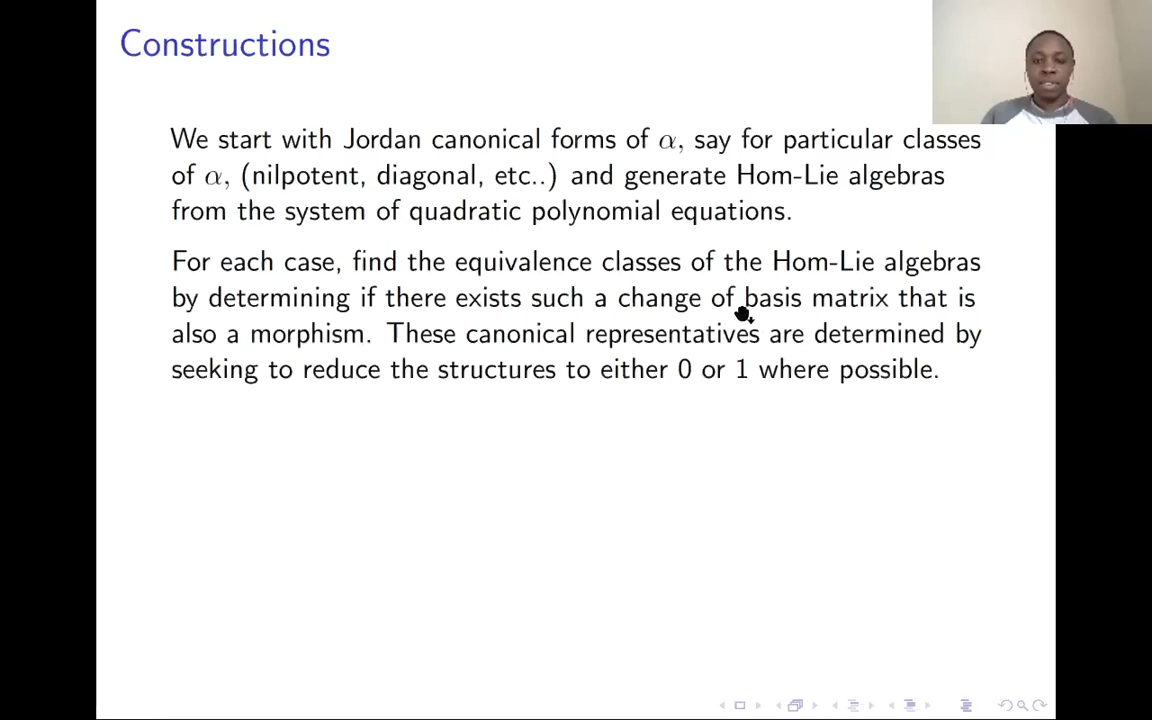 Constructions
We start with Jordan canonical forms of α, say for particular classes
of α, (nilpotent, diagonal, etc..) and generate Hom-Lie algebras
from the system of quadratic polynomial equations.
For each case, find the equivalence classes of the Hom-Lie algebras
by determining if there exists such a change of basis matrix that is
also a morphism. These canonical representatives are determined by
seeking to reduce the structures to either 0 or 1 where possible.